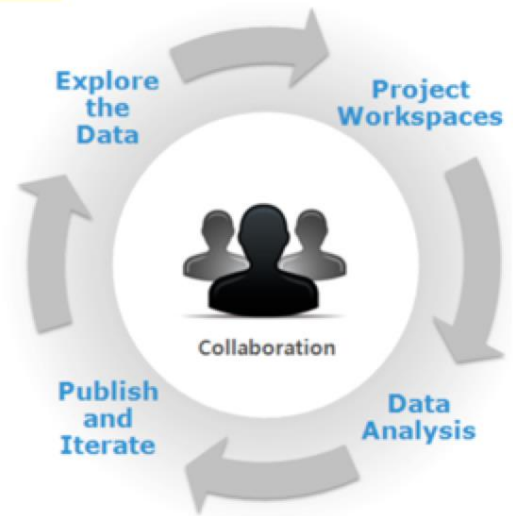 Explore
the
Data
Project
Workspaces
Collaboration
Publish
and
Iterate
Data
Analysis